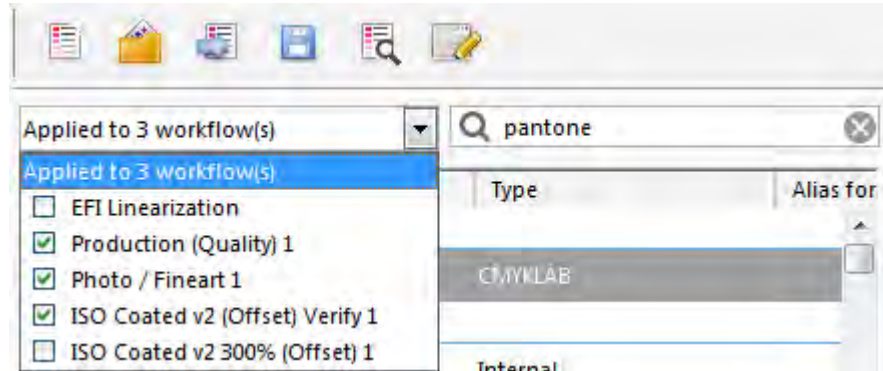 Applied to 3 workflow(s)
pantone
Applied to 3 workflow(s)
Type
Alias for
EFI Linearization
Production (Quality) 1
Photo / Fineart 1
CMYKLAB
ISO Coated v2 (Offset) Verify 1
ISO Coated v2 300% (Offset) 1
Internal